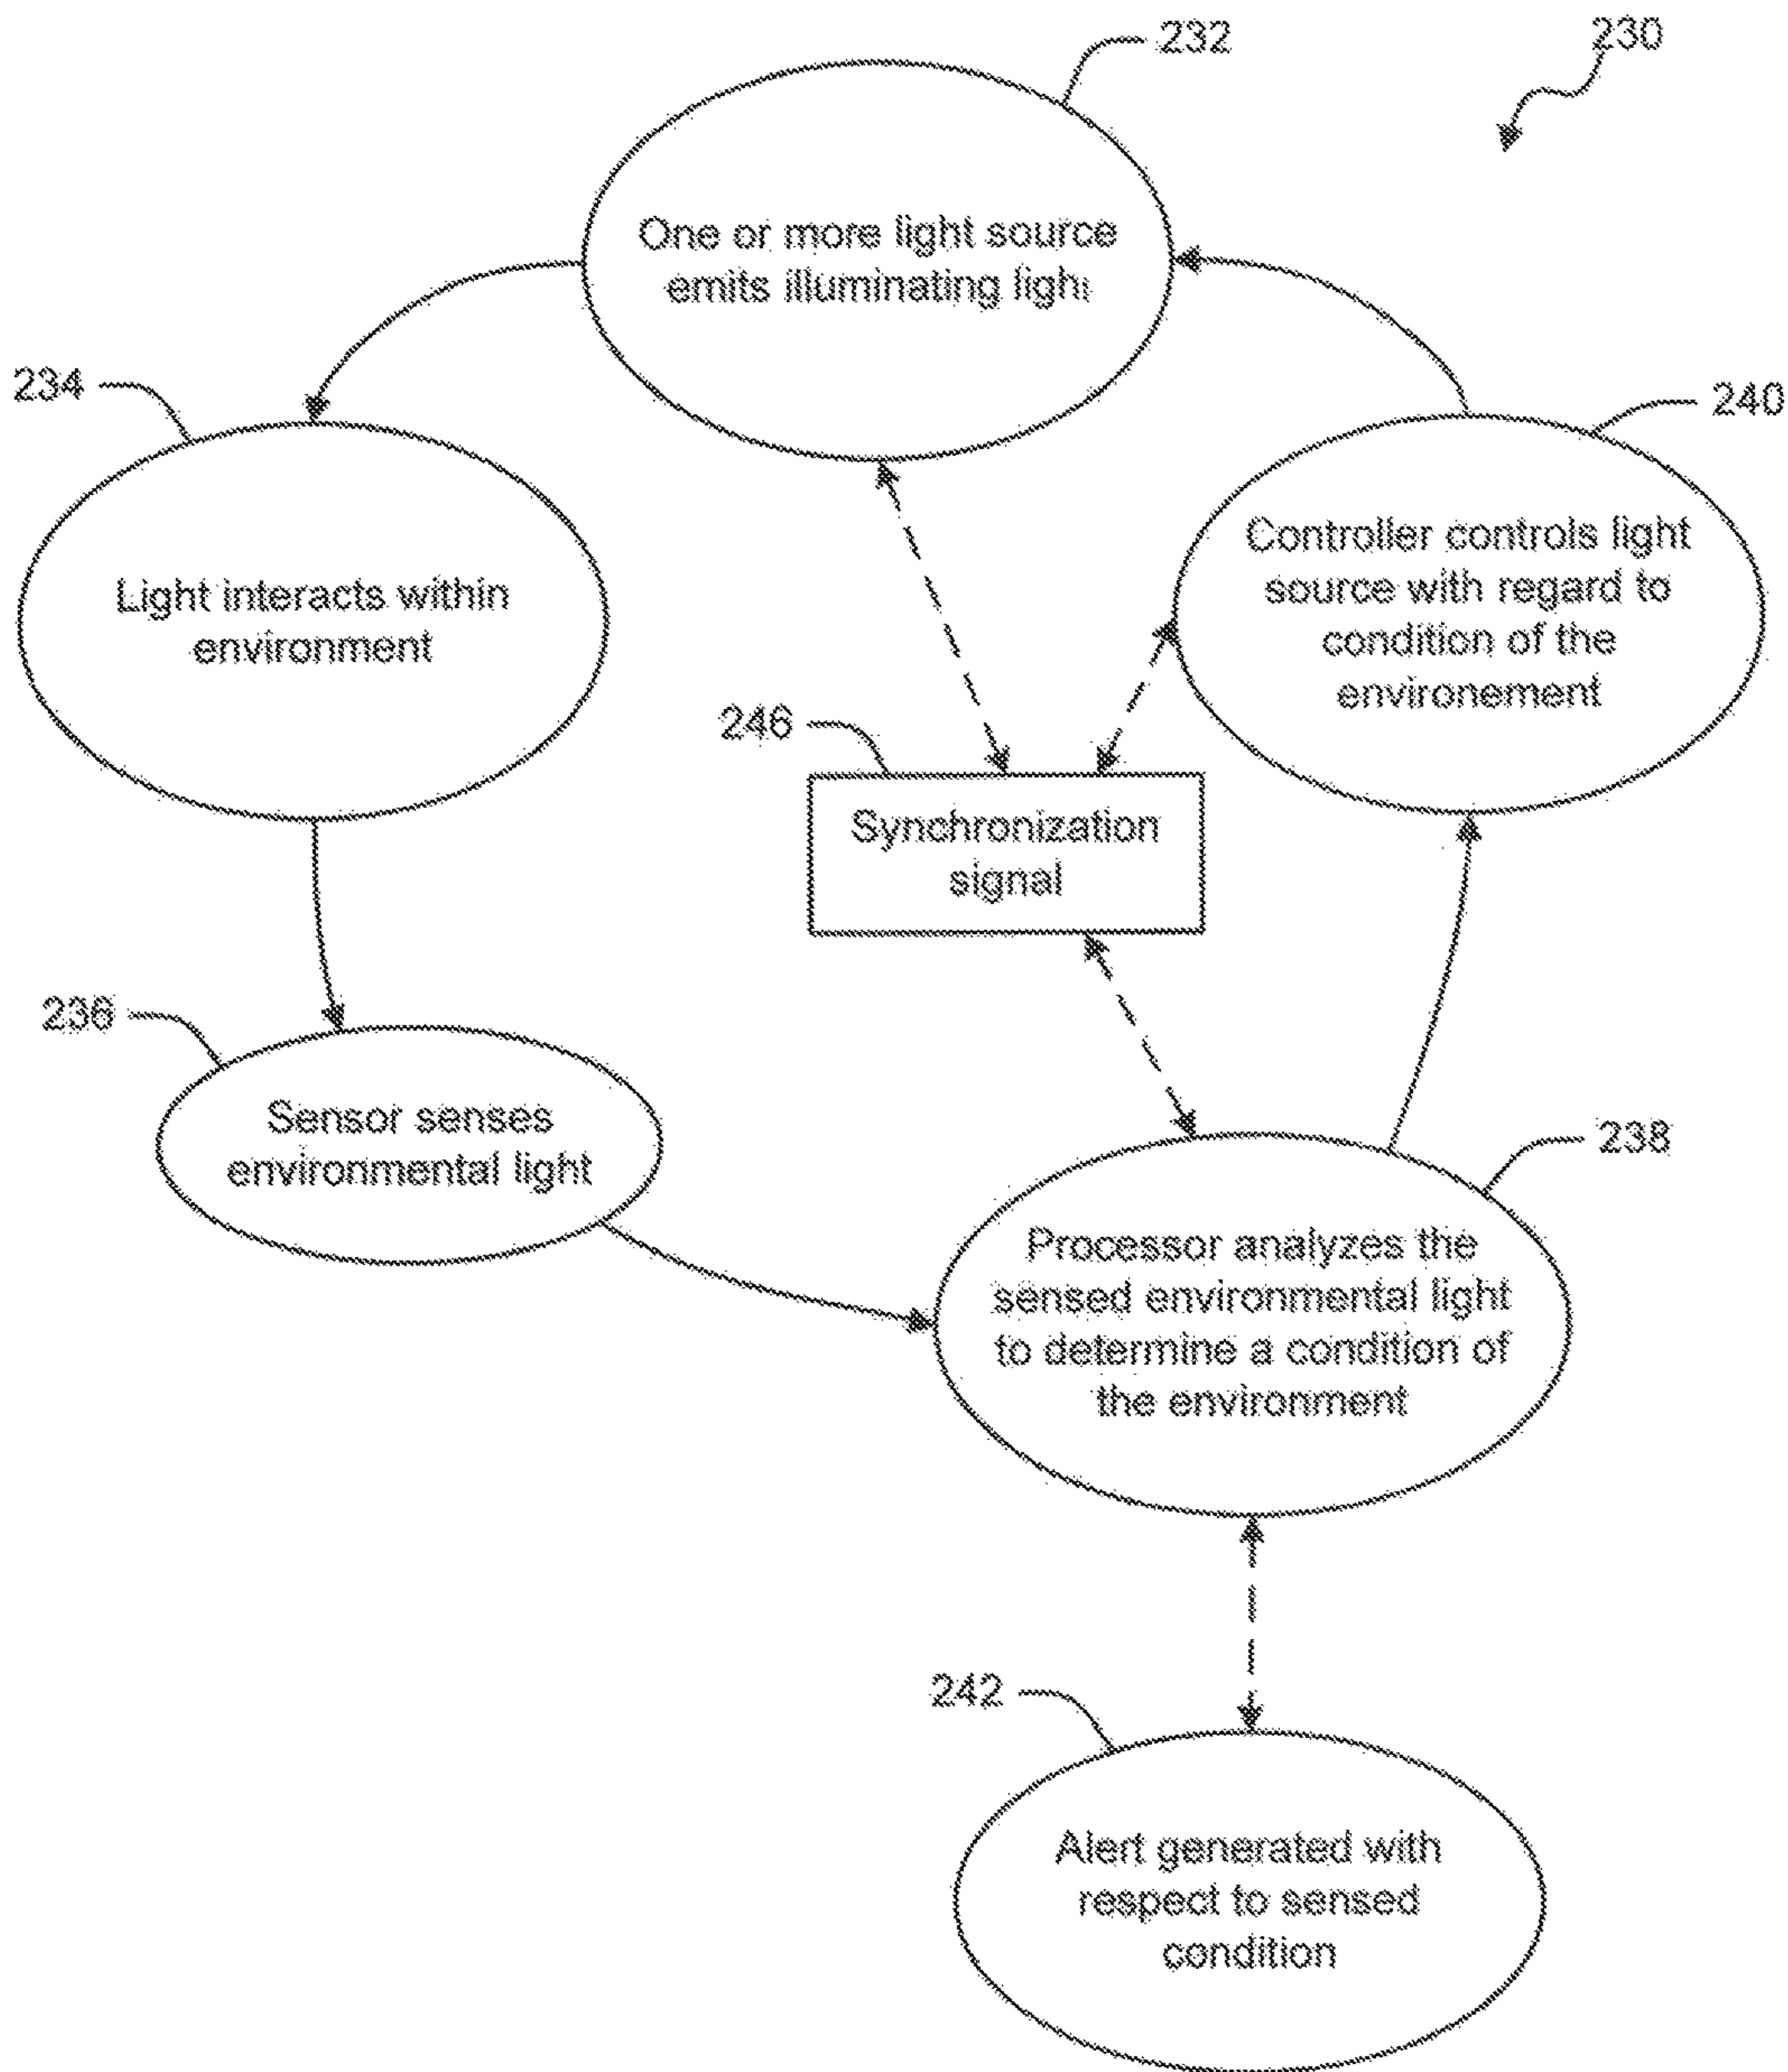 232
230
One or more light source
emits illuminating light
234
240
Light interacts within
environment
Controller controls light
source with regard to
condition of the
environement
246
Synchronization
signal
236
Sensor senses
environmental light
238
Processor analyzes the
sensed environmental light
to determine a condition of
the environment
242
Alert generated with
respect to sensed
condition